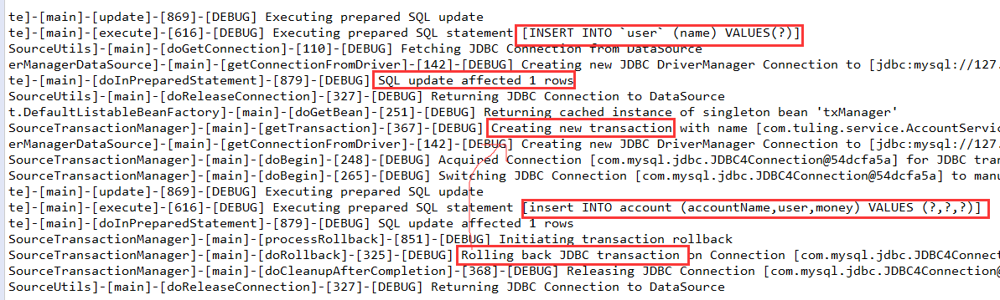 te]-[main]-[update]-[869]-[DEBUG] Executing prepared SQL update
te]-[main]-[execute]-[616]-[DEBUG] Executing prepared SQL statement [INSERT INTO `user` (name) VALUES(?)]
SourceUtils]-[main]-[doGetConnection]-[110]-[DEBUG] Fetching JDBC Connection from DataSource
erManagerDataSource]-[main]-[getConnectionFromDriver]-[142]-[DEBUG] Creating new JDBC DriverManager Connection to [jdbc:mysql://127.
te]-[main]-[doInPreparedStatement]-[879]-[DEBUG] SQL update affected 1 rows
SourceUtils]-[main]-[doReleaseConnection]-[327]-[DEBUG] Returning JDBC Connection to DataSource
t.DefaultListableBeanFactory]-[main]-[doGetBean]-[251]-[DEBUG] Returning cached instance of singleton bean 'txManager'
SourceTransactionManager]-[main]-[getTransaction]-[367]-[DEBUG] Creating new transaction with name [com.tuling.service.AccountServic
erManagerDataSource]-[main]-[getConnectionFromDriver]-[142]-[DEBUG] Creating new JDBC DriverManager Connection to [jdbc:mysql://127.
SourceTransactionManager]-[main]-[doBegin]-[248]-[DEBUG] Acquired Connection [com.mysql.jdbc.JDBC4Connection@54dcfa5a] for JDBC tran
SourceTransactionManager]-[main]-[doBegin]-[265]-[DEBUG] Switching JDBC Connection [com.mysql.jdbc.JDBC4Connection@54dcfa5a] to manu
te]-[main]-[update]-[869]-[DEBUG] Executing prepared SQL update
te]-[main]-[execute]-[616]-[DEBUG] Executing prepared SQL statement [insert INTO account (accountName,user,money) VALUES (?,?,?)]
te]-[main]-[doInPreparedStatement]-[879]-[DEBUG] SQL update affected 1 rows
SourceTransactionManager]-[main]-[processRollback]-[851]-[DEBUG] Initiating transaction rollback
SourceTransactionManager]-[main]-[doRollback]-[325]-[DEBUG] Rolling back JDBC transaction on Connection [com.mysql.jdbc.JDBC4Connect
SourceTransactionManager]-[main]-[doCleanupAfterCompletion]-[368]-[DEBUG] Releasing JDBC Connection [com.mysql.jdbc.JDBC4Connection@
SourceUtils]-[main]-[doReleaseConnection]-[327]-[DEBUG] Returning JDBC Connection to DataSource